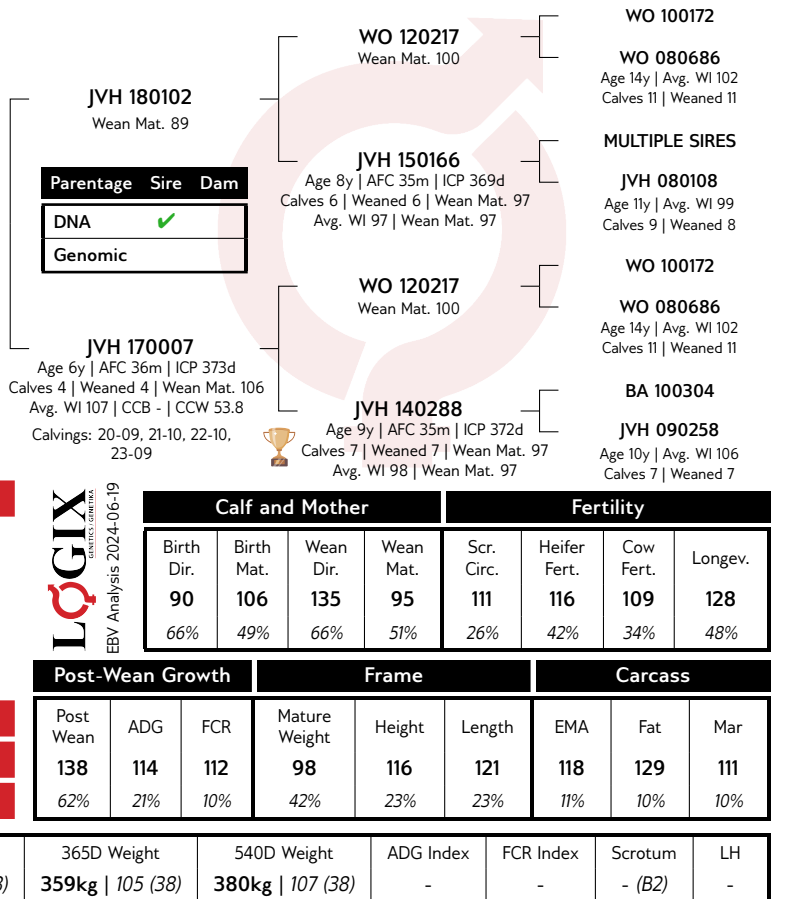 WO 100172
WO 120217
Wean Mat. 100
WO 080686
Age 14y | Avg. WI 102
Calves 11 | Weaned 11
JVH 180102
Wean Mat. 89
MULTIPLE SIRES
JVH 150166
Age 8y | AFC 35m | ICP 369d
Calves 6 | Weaned 6 | Wean Mat. 97
Avg. WI 97 | Wean Mat. 97
JVH 080108
Age 11y | Avg. WI 99
Calves 9 | Weaned 8
Parentage Sire Dam
DNA ✔
Genomic
WO 100172
WO 120217
Wean Mat. 100
WO 080686
Age 14y | Avg. WI 102
Calves 11 | Weaned 11
JVH 170007
Age 6y | AFC 36m | ICP 373d
Calves 4 | Weaned 4 | Wean Mat. 106
Avg. WI 107 | CCB - | CCW 53.8
Calvings: 20-09, 21-10, 22-10,
23-09
BA 100304
JVH 140288
Age 9y | AFC 35m | ICP 372d
Calves 7 | Weaned 7 | Wean Mat. 97
Avg. WI 98 | Wean Mat. 97
JVH 090258
Age 10y | Avg. WI 106
Calves 7 | Weaned 7
LOGIX
GENETICS / GENETIKA
EBV Analysis 2024-06-19
Calf and Mother Fertility
Birth Dir. Birth Mat. Wean Dir. Wean Mat. Scr. Circ. Heifer Fert. Cow Fert. Longev.
90 106 135 95 111 116 109 128
66% 49% 66% 51% 26% 42% 34% 48%
Post-Wean Growth Frame Carcass
Post Wean ADG FCR Mature Weight Height Length EMA Fat Mar
138 114 112 98 116 121 118 129 111
62% 21% 10% 42% 23% 23% 11% 10% 10%
365D Weight 540D Weight ADG Index FCR Index Scrotum LH
359kg | 105 (38) 380kg | 107 (38) - - - (B2) -